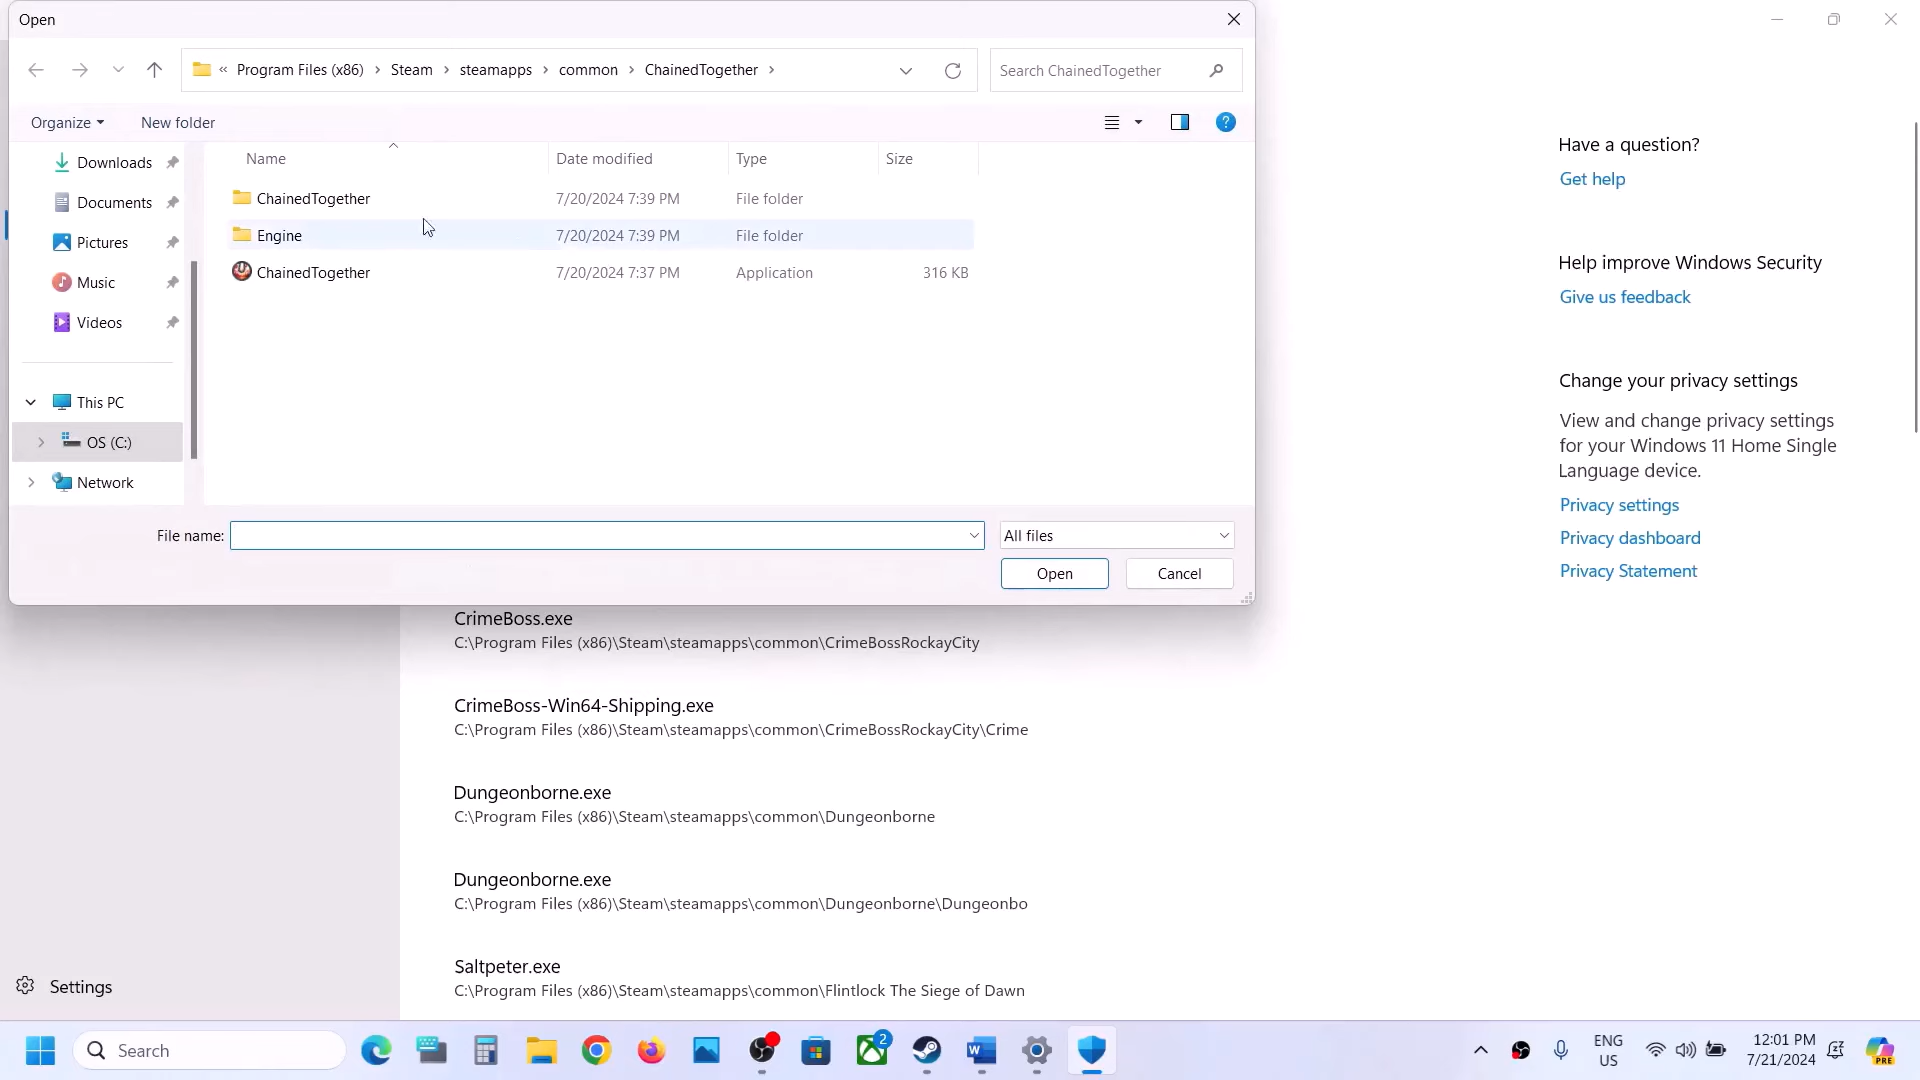 Open
« Program Files (x86) > Steam > steamapps > common > ChainedTogether >
Search ChainedTogether
Organize
New folder
?
Downloads
Documents
Pictures
Music
Videos
This PC
OS (C:)
Network
Name Date modified Type Size
ChainedTogether 7/20/2024 7:39 PM File folder
Engine 7/20/2024 7:39 PM File folder
ChainedTogether 7/20/2024 7:37 PM Application 316 KB
File name:
All files
Open
Cancel
CrimeBoss.exe
C:\Program Files (x86)\Steam\steamapps\common\CrimeBossRockayCity
CrimeBoss-Win64-Shipping.exe
C:\Program Files (x86)\Steam\steamapps\common\CrimeBossRockayCity\Crime
Dungeonborne.exe
C:\Program Files (x86)\Steam\steamapps\common\Dungeonborne
Dungeonborne.exe
C:\Program Files (x86)\Steam\steamapps\common\Dungeonborne\Dungeonbo
Saltpeter.exe
C:\Program Files (x86)\Steam\steamapps\common\Flintlock The Siege of Dawn
Have a question?
Get help
Help improve Windows Security
Give us feedback
Change your privacy settings
View and change privacy settings
for your Windows 11 Home Single
Language device.
Privacy settings
Privacy dashboard
Privacy Statement
Settings
Search
2
ENG
US
12:01 PM
7/21/2024
PRE